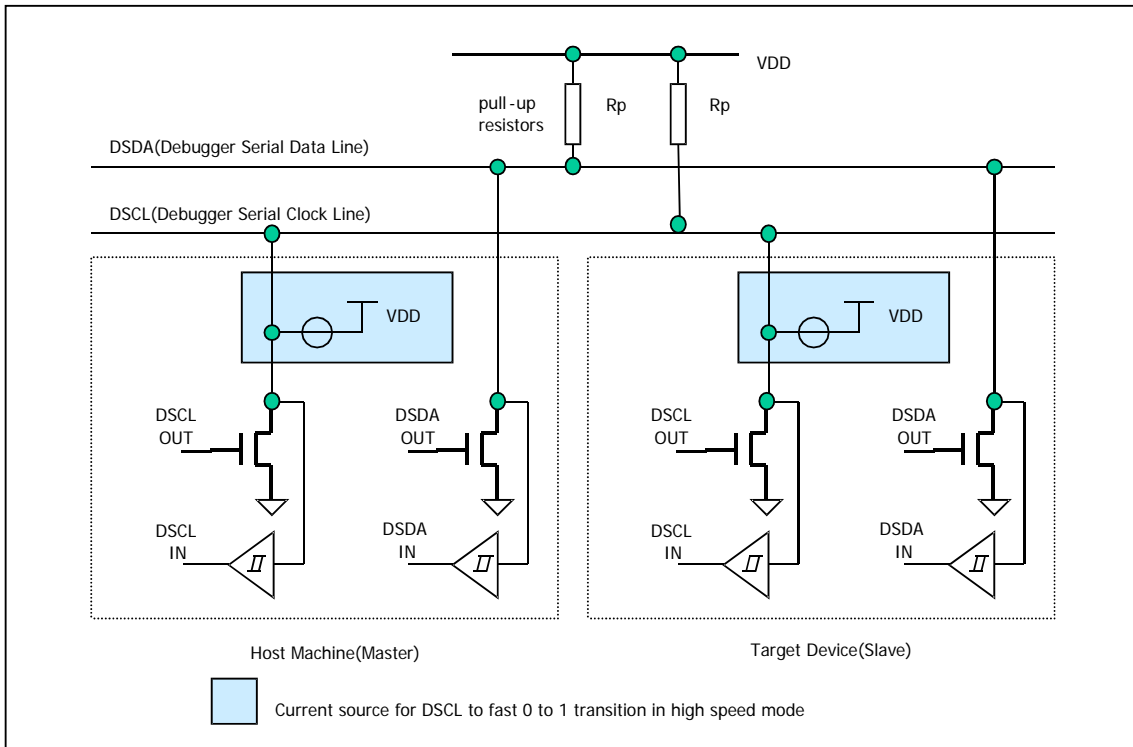 VDD
pull-up
resistors
Rp
Rp
DSDA(Debugger Serial Data Line)
DSCL(Debugger Serial Clock Line)
VDD
VDD
DSCL
OUT
DSDA
OUT
DSCL
OUT
DSDA
OUT
DSCL
IN
DSDA
IN
DSCL
IN
DSDA
IN
Host Machine(Master)
Target Device(Slave)
Current source for DSCL to fast 0 to 1 transition in high speed mode